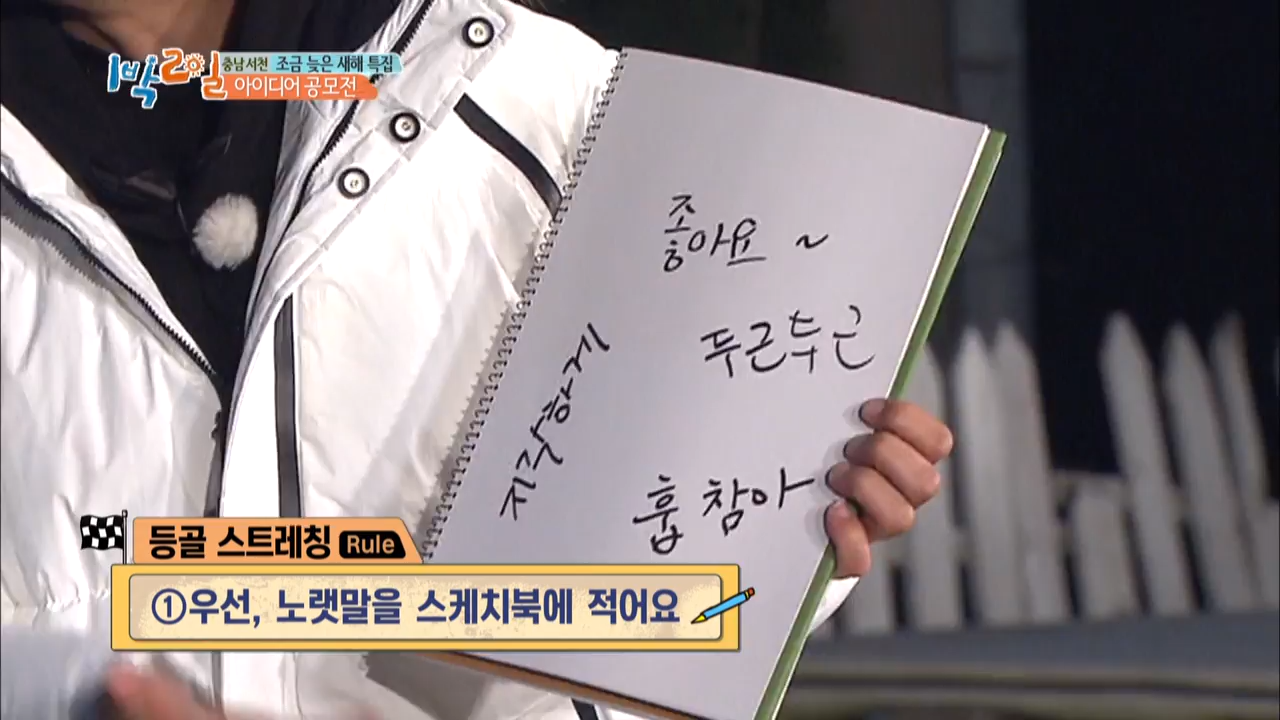 1박2일
충남 서천 조금 늦은 새해 특집
아이디어 공모전
좋아요 ~
두근두근
지락하게
훕 참아
등골 스트레칭 Rule
①우선, 노랫말을 스케치북에 적어요